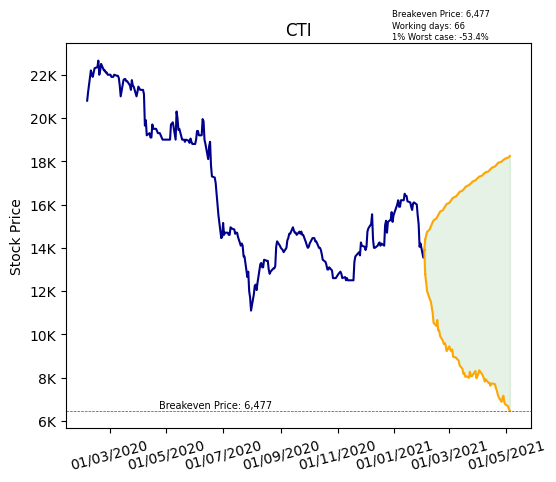 Breakeven Price: 6,477
Working days: 66
1% Worst case: -53.4%
CTI
Stock Price
22K
20K
18K
16K
14K
12K
10K
8K
6K
Breakeven Price: 6,477
01/03/2020
01/05/2020
01/07/2020
01/09/2020
01/11/2020
01/01/2021
01/03/2021
01/05/2021